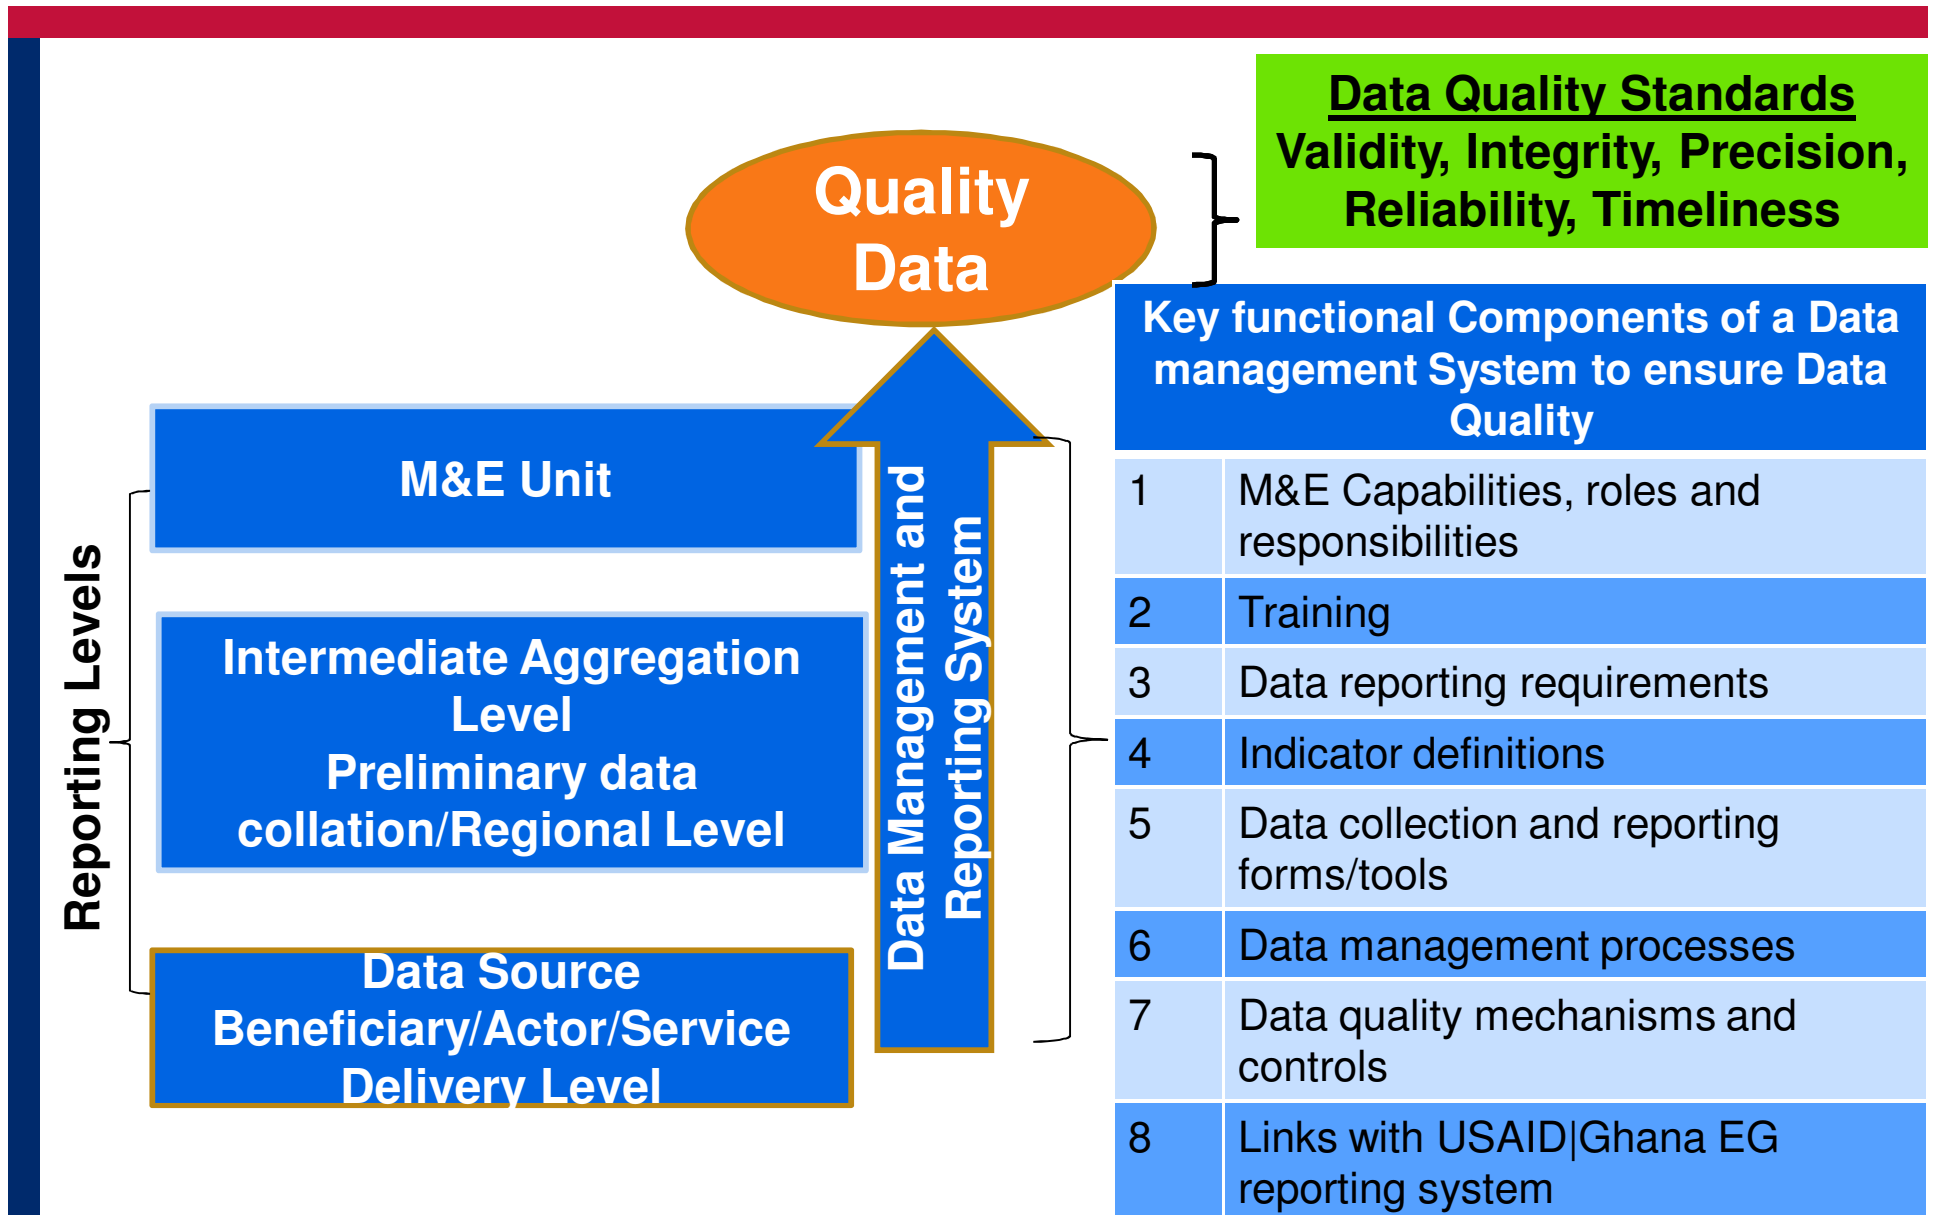 Data Quality Standards
Validity, Integrity, Precision,
Reliability, Timeliness
Quality
Data
Key functional Components of a Data
management System to ensure Data
Quality
Reporting Levels
M&E Unit
Intermediate Aggregation
Level
Preliminary data
collation/Regional Level
Data Source
Beneficiary/Actor/Service
Delivery Level
Data Management and
Reporting System
1 M&E Capabilities, roles and
responsibilities
2 Training
3 Data reporting requirements
4 Indicator definitions
5 Data collection and reporting
forms/tools
6 Data management processes
7 Data quality mechanisms and
controls
8 Links with USAID|Ghana EG
reporting system